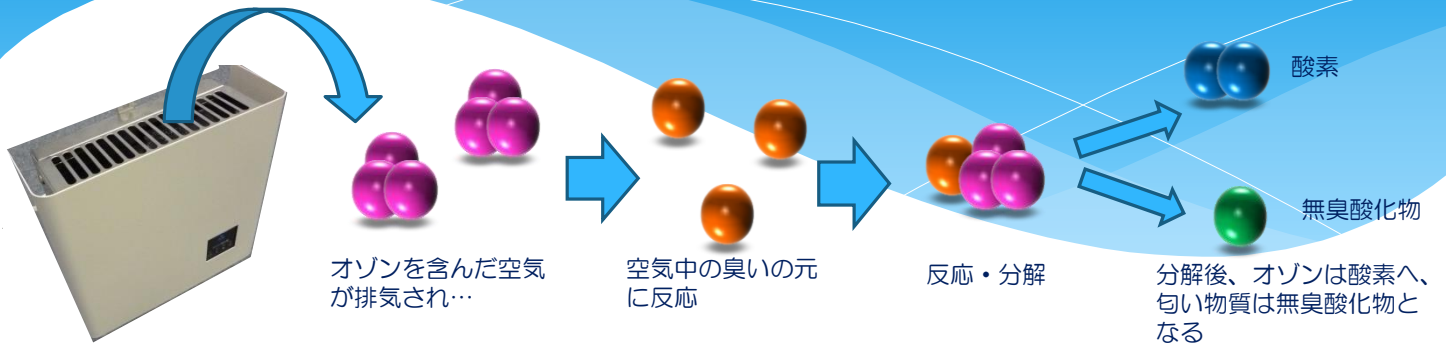 酸素
無臭酸化物
オゾンを含んだ空気
が排気され…
空気中の臭いの元
に反応
反応・分解
分解後、オゾンは酸素へ、
匂い物質は無臭酸化物と
なる